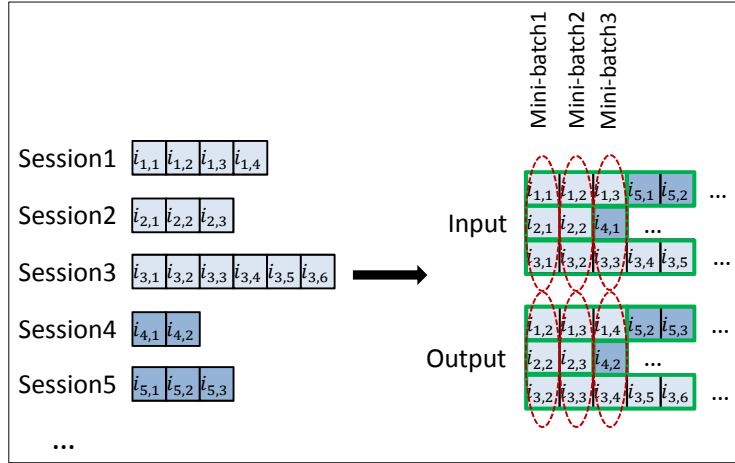 Mini-batch1
Mini-batch2
Mini-batch3
Session1 i1,1 i1,2 i1,3 i1,4
Session2 i2,1 i2,2 i2,3
Session3 i3,1 i3,2 i3,3 i3,4 i3,5 i3,6
Session4 i4,1 i4,2
Session5 i5,1 i5,2 i5,3
...
Input
i1,1 i1,2 i1,3 i5,1 i5,2 ...
i2,1 i2,2 i4,1 ...
i3,1 i3,2 i3,3 i3,4 i3,5 ...
Output
i1,2 i1,3 i1,4 i5,2 i5,3 ...
i2,2 i2,3 i4,2 ...
i3,2 i3,3 i3,4 i3,5 i3,6 ...